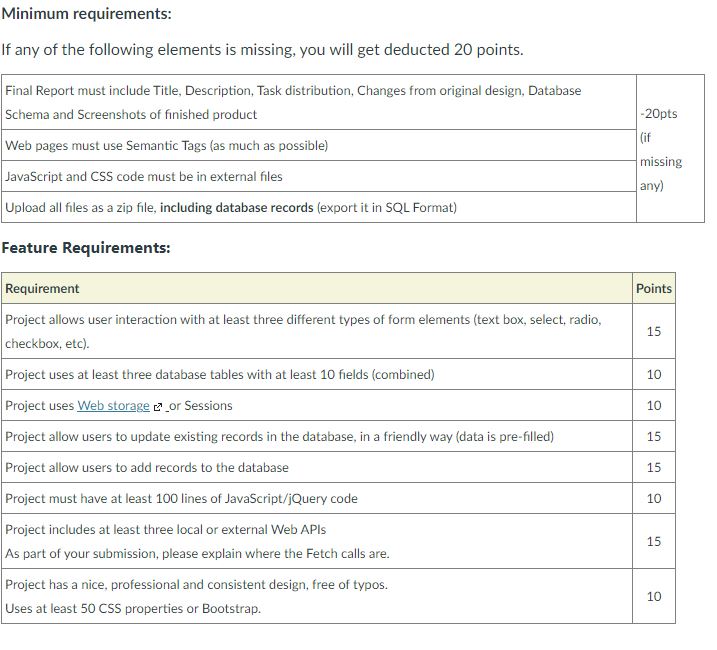 Minimum requirements:
If any of the following elements is missing, you will get deducted 20 points.
Final Report must include Title, Description, Task distribution, Changes from original design, Database
Schema and Screenshots of finished product
-20pts
(if
missing
any)
Web pages must use Semantic Tags (as much as possible)
JavaScript and CSS code must be in external files
Upload all files as a zip file, including database records (export it in SQL Format)
Feature Requirements:
Requirement Points
Project allows user interaction with at least three different types of form elements (text box, select, radio,
checkbox, etc).
15
Project uses at least three database tables with at least 10 fields (combined) 10
Project uses Web storage or Sessions 10
Project allow users to update existing records in the database, in a friendly way (data is pre-filled) 15
Project allow users to add records to the database 15
Project must have at least 100 lines of JavaScript/jQuery code 10
Project includes at least three local or external Web APIs
As part of your submission, please explain where the Fetch calls are.
15
Project has a nice, professional and consistent design, free of typos.
Uses at least 50 CSS properties or Bootstrap.
10